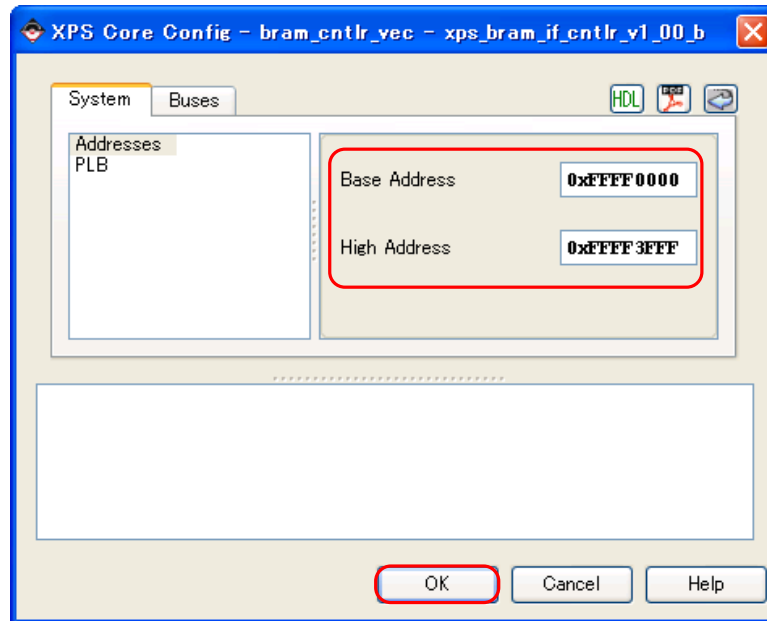 XPS Core Config - bram_cntlr_vec - xps_bram_if_cntlr_v1_00_b
System Buses HDL
Addresses
PLB
Base Address 0xFFFF0000
High Address 0xFFFF3FFF
OK Cancel Help